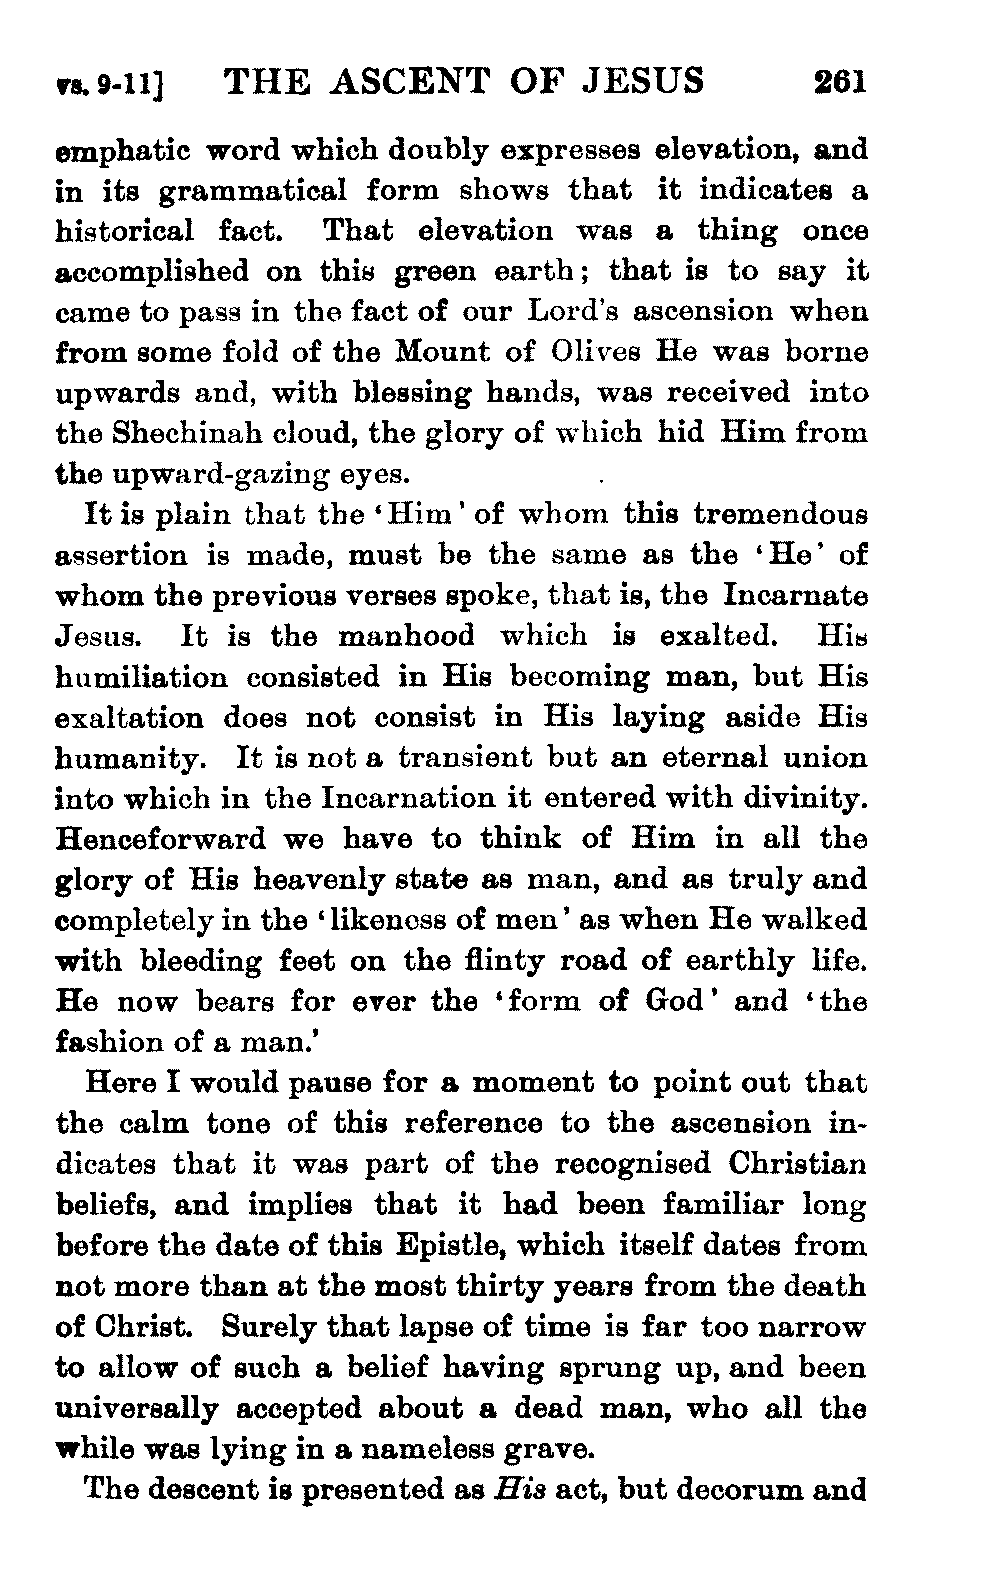 vs. 9-11] THE ASCENT OF JESUS 261
emphatic word which doubly expresses elevation, and
in its grammatical form shows that it indicates a
historical fact. That elevation was a thing once
accomplished on this green earth; that is to say it
came to pass in the fact of our Lord's ascension when
from some fold of the Mount of Olives He was borne
upwards and, with blessing hands, was received into
the Shechinah cloud, the glory of which hid Him from
the upward-gazing eyes.
It is plain that the 'Him' of whom this tremendous
assertion is made, must be the same as the 'He' of
whom the previous verses spoke, that is, the Incarnate
Jesus. It is the manhood which is exalted. His
humiliation consisted in His becoming man, but His
exaltation does not consist in His laying aside His
humanity. It is not a transient but an eternal union
into which in the Incarnation it entered with divinity.
Henceforward we have to think of Him in all the
glory of His heavenly state as man, and as truly and
completely in the 'likeness of men' as when He walked
with bleeding feet on the flinty road of earthly life.
He now bears for ever the 'form of God' and 'the
fashion of a man.'
Here I would pause for a moment to point out that
the calm tone of this reference to the ascension in-
dicates that it was part of the recognised Christian
beliefs, and implies that it had been familiar long
before the date of this Epistle, which itself dates from
not more than at the most thirty years from the death
of Christ. Surely that lapse of time is far too narrow
to allow of such a belief having sprung up, and been
universally accepted about a dead man, who all the
while was lying in a nameless grave.
The descent is presented as His act, but decorum and